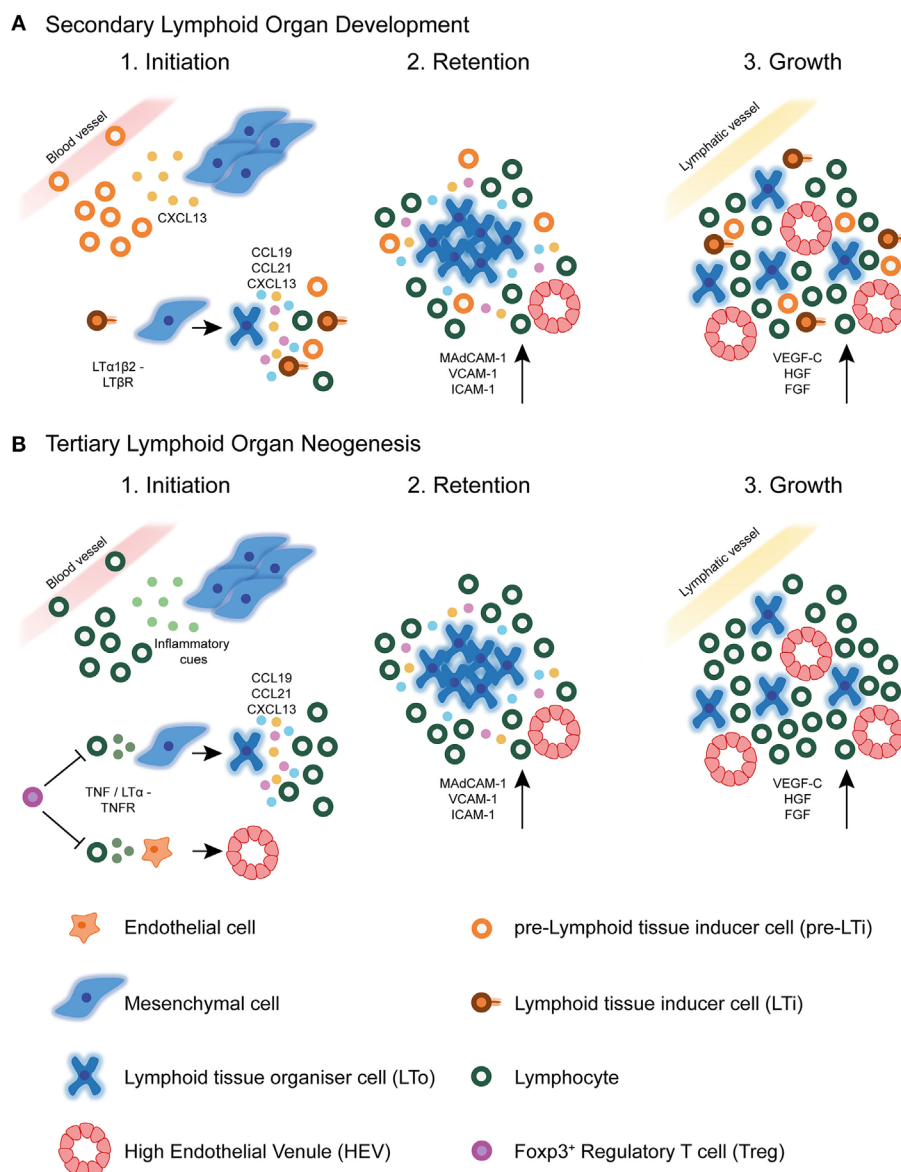 A Secondary Lymphoid Organ Development
1. Initiation
2. Retention
3. Growth
Blood vessel
CXCL13
CCL19
CCL21
CXCL13
LTα1β2 -
LTβR
MAdCAM-1
VCAM-1
ICAM-1
Lymphatic vessel
VEGF-C
HGF
FGF
B Tertiary Lymphoid Organ Neogenesis
1. Initiation
2. Retention
3. Growth
Blood vessel
Inflammatory
cues
CCL19
CCL21
CXCL13
TNF / LTα -
TNFR
MAdCAM-1
VCAM-1
ICAM-1
Lymphatic vessel
VEGF-C
HGF
FGF
Endothelial cell
pre-Lymphoid tissue inducer cell (pre-LTi)
Mesenchymal cell
Lymphoid tissue inducer cell (LTi)
Lymphoid tissue organiser cell (LTo)
Lymphocyte
High Endothelial Venule (HEV)
Foxp3⁺ Regulatory T cell (Treg)